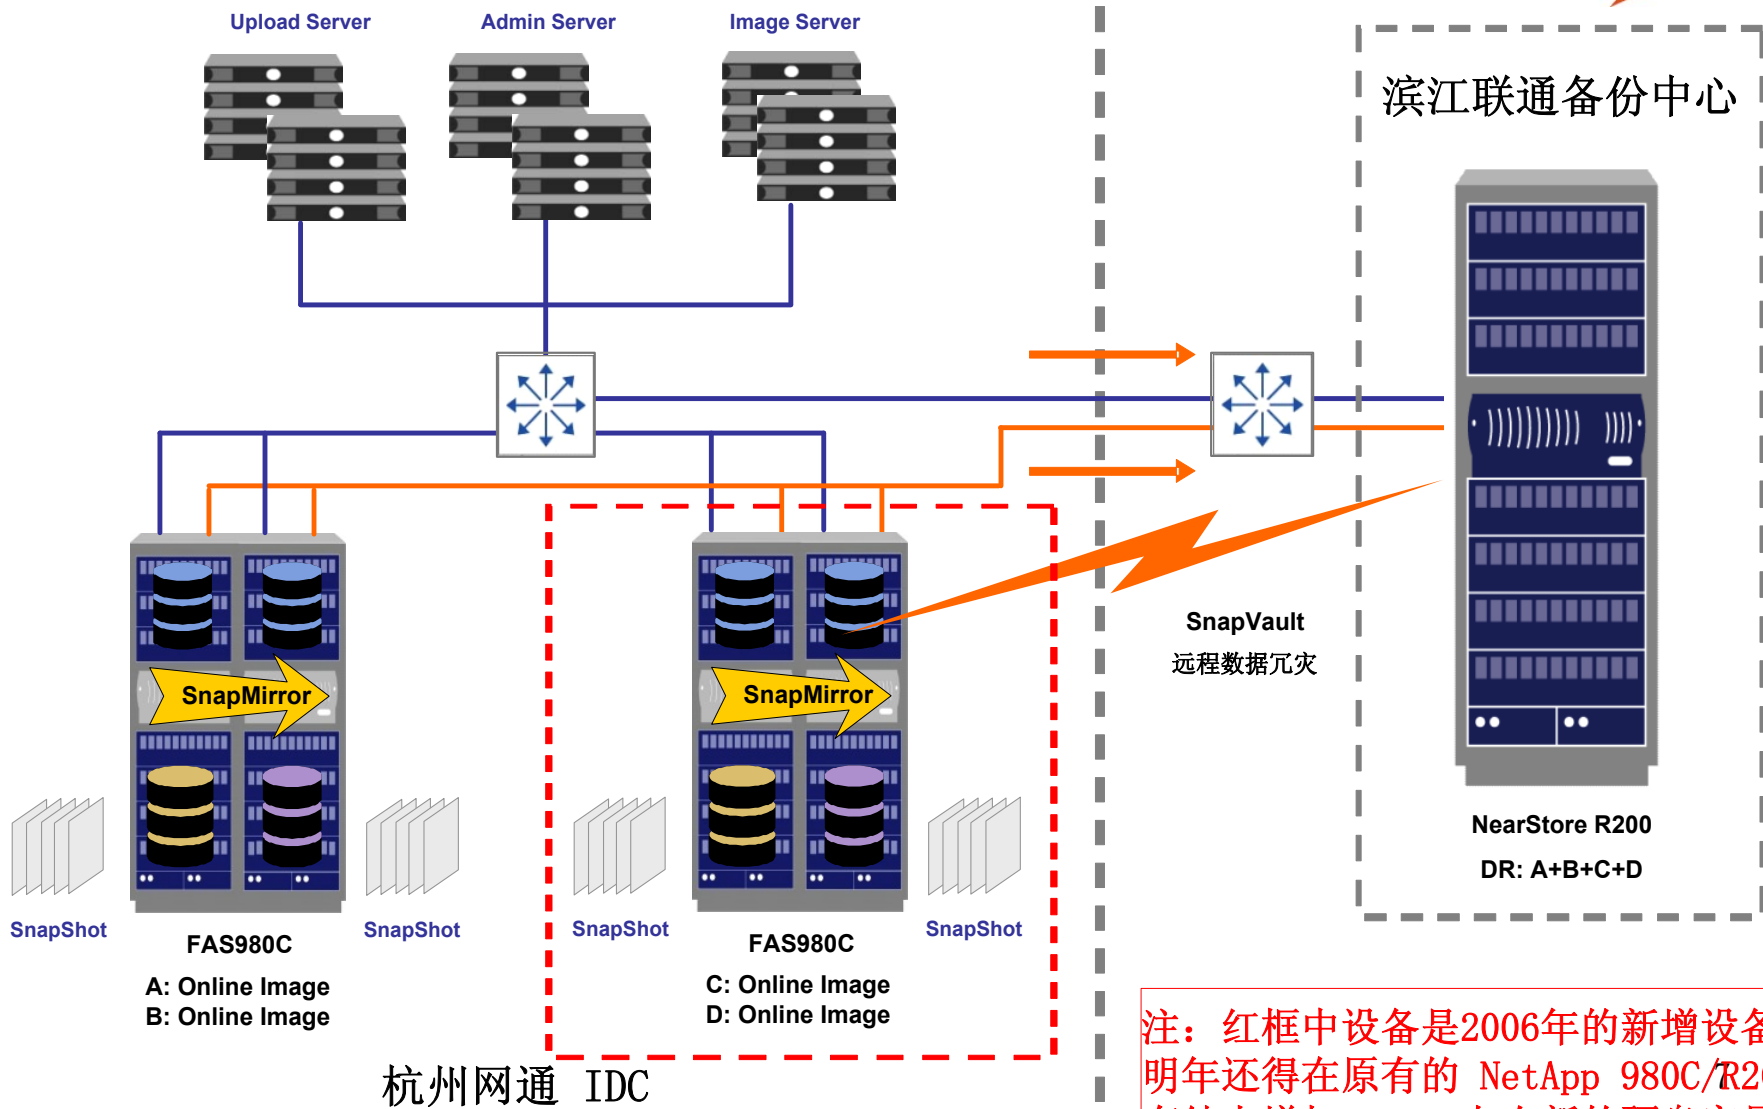 Upload Server
Admin Server
Image Server
滨江联通备份中心
SnapVault
远程数据冗灾
SnapMirror
SnapMirror
NearStore R200
DR: A+B+C+D
SnapShot
SnapShot
SnapShot
SnapShot
FAS980C
A: Online Image
B: Online Image
FAS980C
C: Online Image
D: Online Image
杭州网通 IDC
注: 红框中设备是2006年的新增设备
明年还得在原有的 NetApp 980C/R2
7